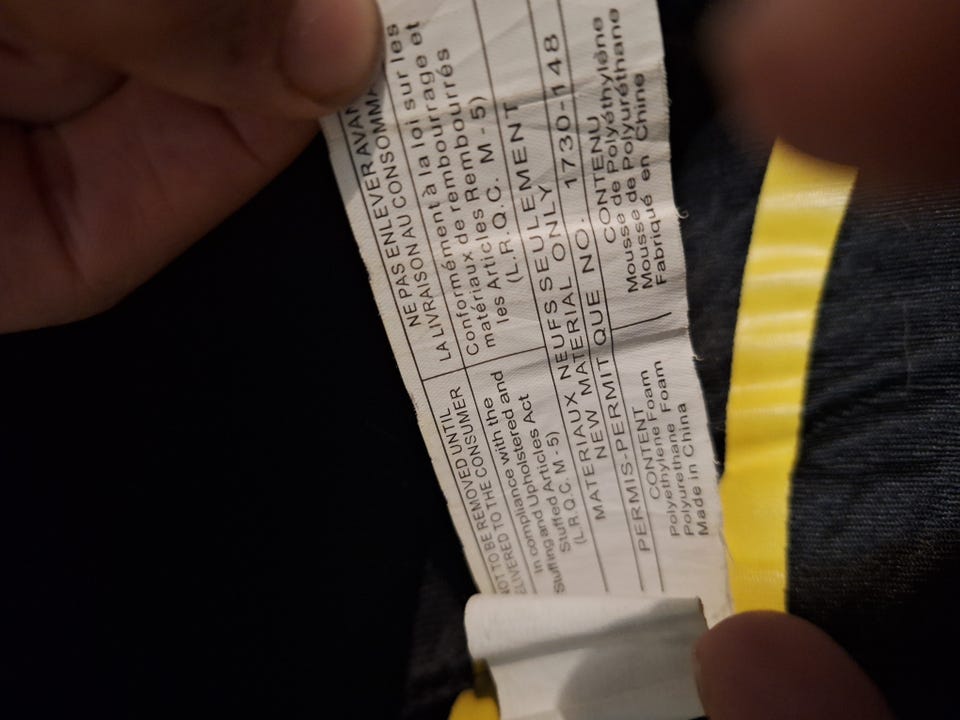 NOT TO BE REMOVED UNTIL
DELIVERED TO THE CONSUMER
In compliance with the
Stuffing and Upholstered and
Stuffed Articles Act
(L.R.Q.C. M-5)
NE PAS ENLEVER AVANT
LA LIVRAISON AU CONSOMMA
Conformément à la loi sur les
matériaux de rembourrage et
les Articles Rembourrés
(L.R.Q.C. M-5)
MATERIAUX NEUFS SEULEMENT
NEW MATERIAL ONLY
PERMIS-PERMIT QUE NO. 1730-148
CONTENT
Polyethylene Foam
Polyurethane Foam
Made in China
CONTENU
Mousse de Polyéthyléne
Mousse de Polyuréthane
Fabriqué en Chine